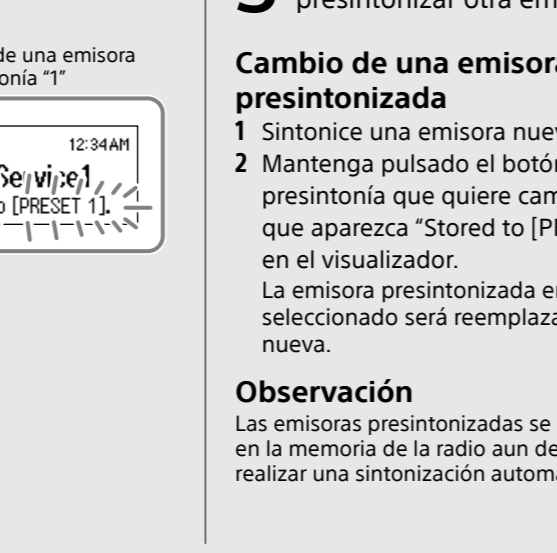 de una emisora
onía “1”
12:34AM
Service1
o [PRESET 1].
presintonizar otra em
Cambio de una emisora
presintonizada
1 Sintonice una emisora nuev
2 Mantenga pulsado el botón
presintonía que quiere cam
que aparezca “Stored to [P
en el visualizador.
La emisora presintonizada e
seleccionado será reemplaza
nueva.
Observación
Las emisoras presintonizadas se
en la memoria de la radio aun de
realizar una sintonización automá